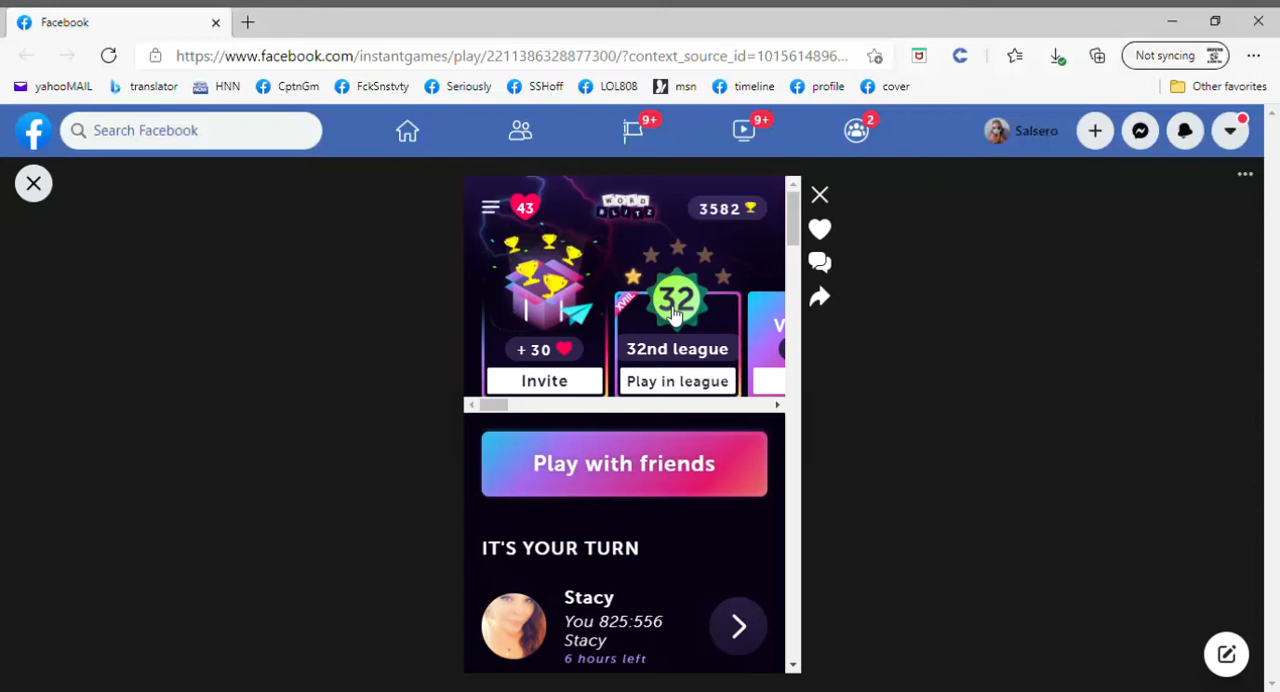 Facebook
https://www.facebook.com/instantgames/play/2211386328877300/?context_source_id=1015614896...
Not syncing
yahooMAIL
translator
HNN
CptnGm
FckSnstvty
Seriously
SSHoff
LOL808
msn
timeline
profile
cover
Other favorites
Search Facebook
9+
9+
2
Salsero
43
WORD
BLITZ
3582
XVIII
32
+ 30
32nd league
Invite
Play in league
V
Play with friends
IT'S YOUR TURN
Stacy
You 825:556
Stacy
6 hours left